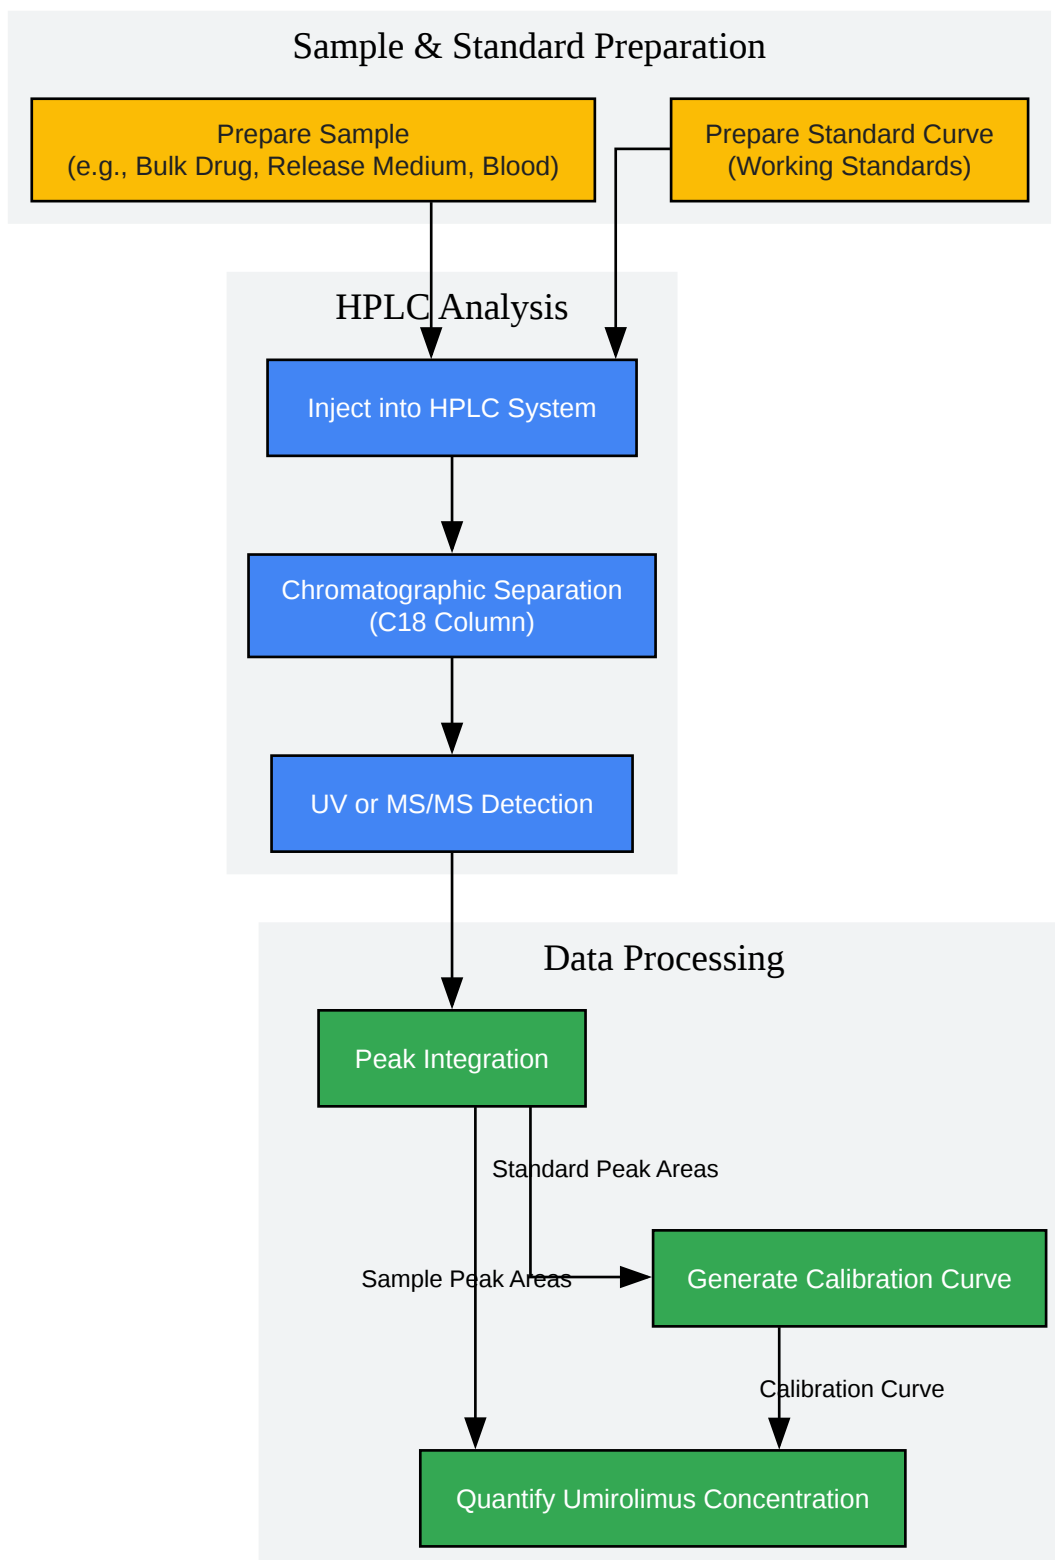 Sample & Standard Preparation
Prepare Sample
(e.g., Bulk Drug, Release Medium, Blood)
Prepare Standard Curve
(Working Standards)
HPLC Analysis
Inject into HPLC System
Chromatographic Separation
(C18 Column)
UV or MS/MS Detection
Data Processing
Peak Integration
Standard Peak Areas
Sample Peak Areas
Generate Calibration Curve
Calibration Curve
Quantify Umirolimus Concentration